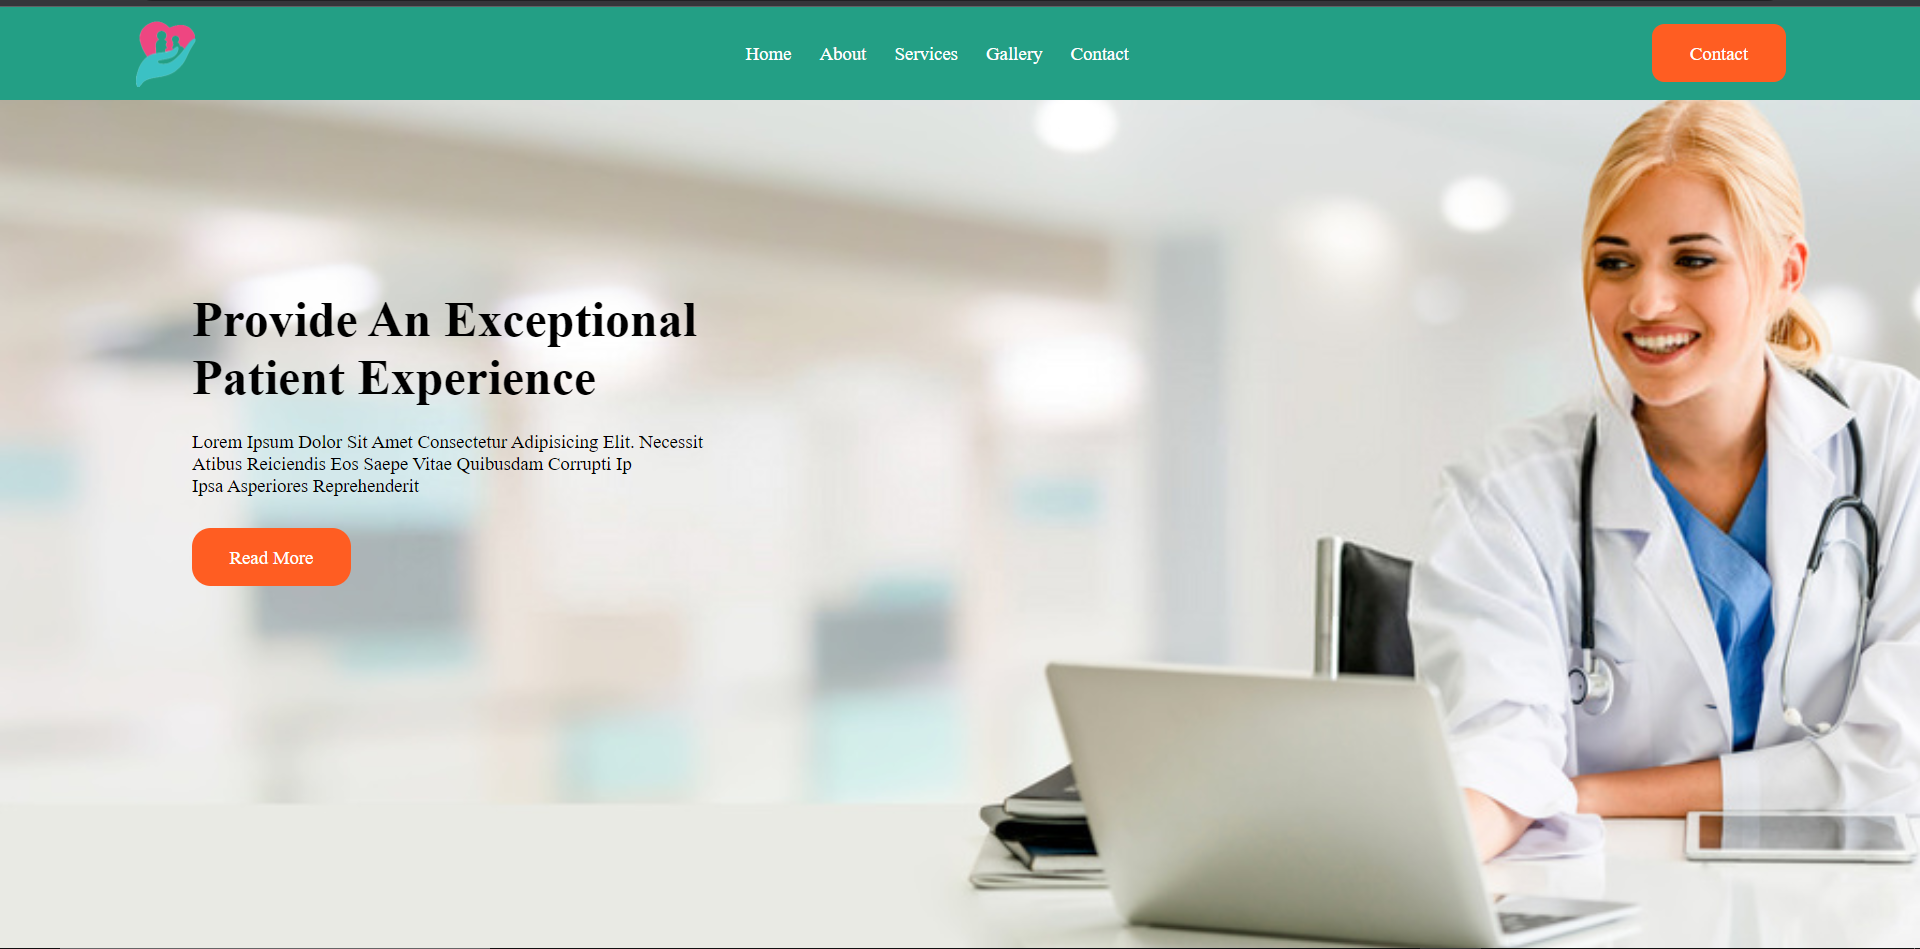 Home About Services Gallery Contact
Contact
Provide An Exceptional
Patient Experience
Lorem Ipsum Dolor Sit Amet Consectetur Adipisicing Elit. Necessit
Atibus Reiciendis Eos Saepe Vitae Quibusdam Corrupti Ip
Ipsa Asperiores Reprehenderit
Read More